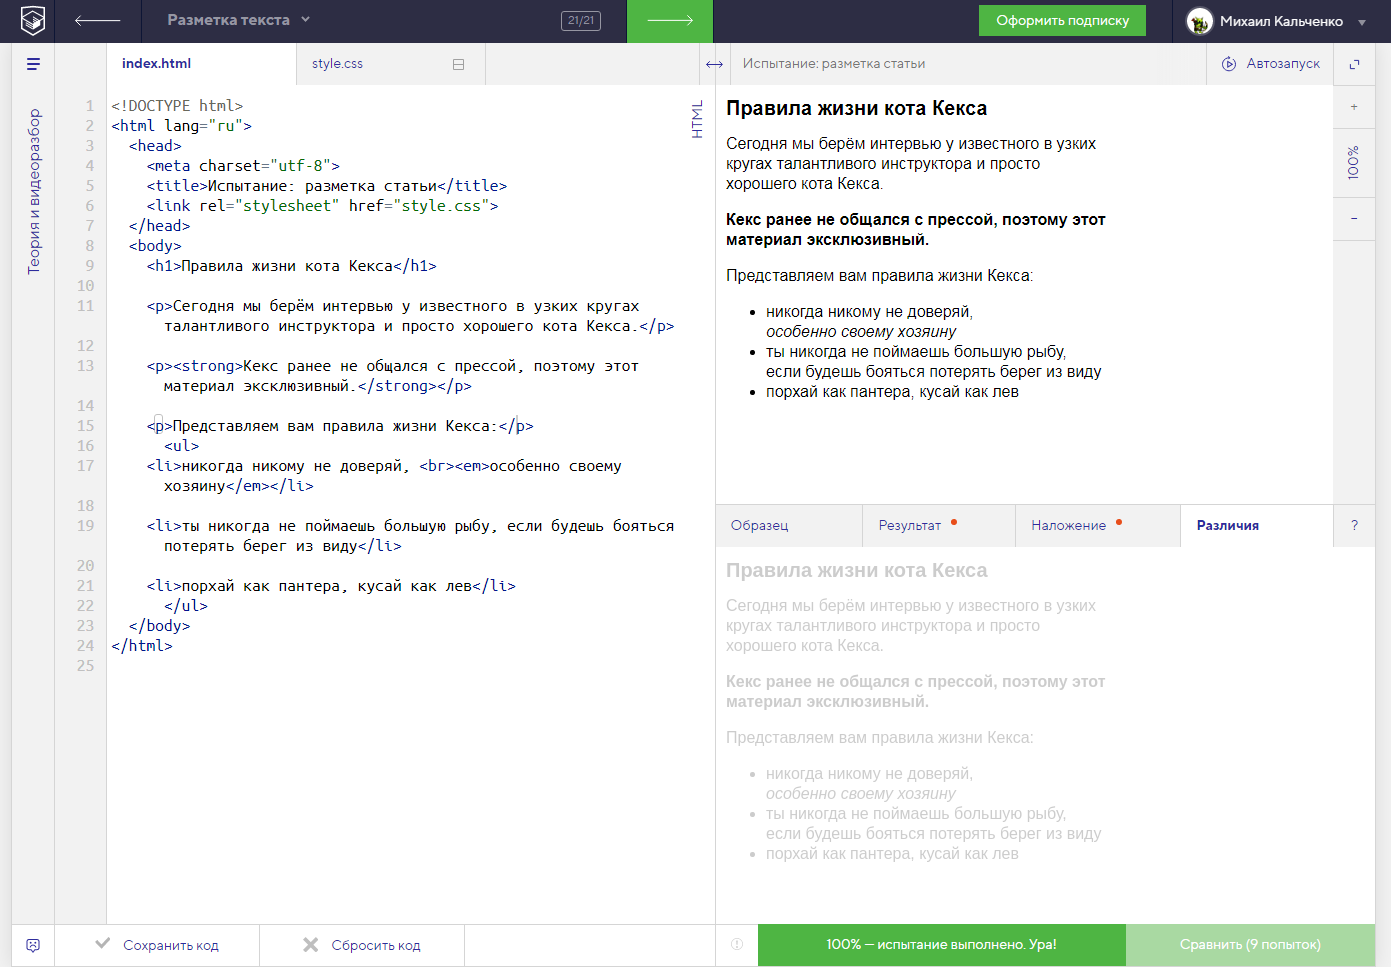 Разметка текста
21/21
Оформить подписку
Михаил Кальченко
index.html
style.css
Испытание: разметка статьи
Автозапуск
Теория и видеоразбор
HTML
1 <!DOCTYPE html>
2 <html lang="ru">
3 <head>
4 <meta charset="utf-8">
5 <title>Испытание: разметка статьи</title>
6 <link rel="stylesheet" href="style.css">
7 </head>
8 <body>
9 <h1>Правила жизни кота Кекса</h1>
10
11 <p>Сегодня мы берём интервью у известного в узких кругах
талантливого инструктора и просто хорошего кота Кекса.</p>
12
13 <p><strong>Кекс ранее не общался с прессой, поэтому этот
материал эксклюзивный.</strong></p>
14
15 <p>Представляем вам правила жизни Кекса:</p>
16 <ul>
17 <li>никогда никому не доверяй, <br><em>особенно своему
хозяину</em></li>
18
19 <li>ты никогда не поймаешь большую рыбу, если будешь бояться
потерять берег из виду</li>
20
21 <li>порхай как пантера, кусай как лев</li>
22 </ul>
23 </body>
24 </html>
25
Правила жизни кота Кекса
Сегодня мы берём интервью у известного в узких
кругах талантливого инструктора и просто
хорошего кота Кекса.
Кекс ранее не общался с прессой, поэтому этот
материал эксклюзивный.
Представляем вам правила жизни Кекса:
• никогда никому не доверяй,
особенно своему хозяину
• ты никогда не поймаешь большую рыбу,
если будешь бояться потерять берег из виду
• порхай как пантера, кусай как лев
+
100%
−
Образец
Результат
Наложение
Различия
?
Правила жизни кота Кекса
Сегодня мы берём интервью у известного в узких
кругах талантливого инструктора и просто
хорошего кота Кекса.
Кекс ранее не общался с прессой, поэтому этот
материал эксклюзивный.
Представляем вам правила жизни Кекса:
• никогда никому не доверяй,
особенно своему хозяину
• ты никогда не поймаешь большую рыбу,
если будешь бояться потерять берег из виду
• порхай как пантера, кусай как лев
Сохранить код
Сбросить код
100% — испытание выполнено. Ура!
Сравнить (9 попыток)